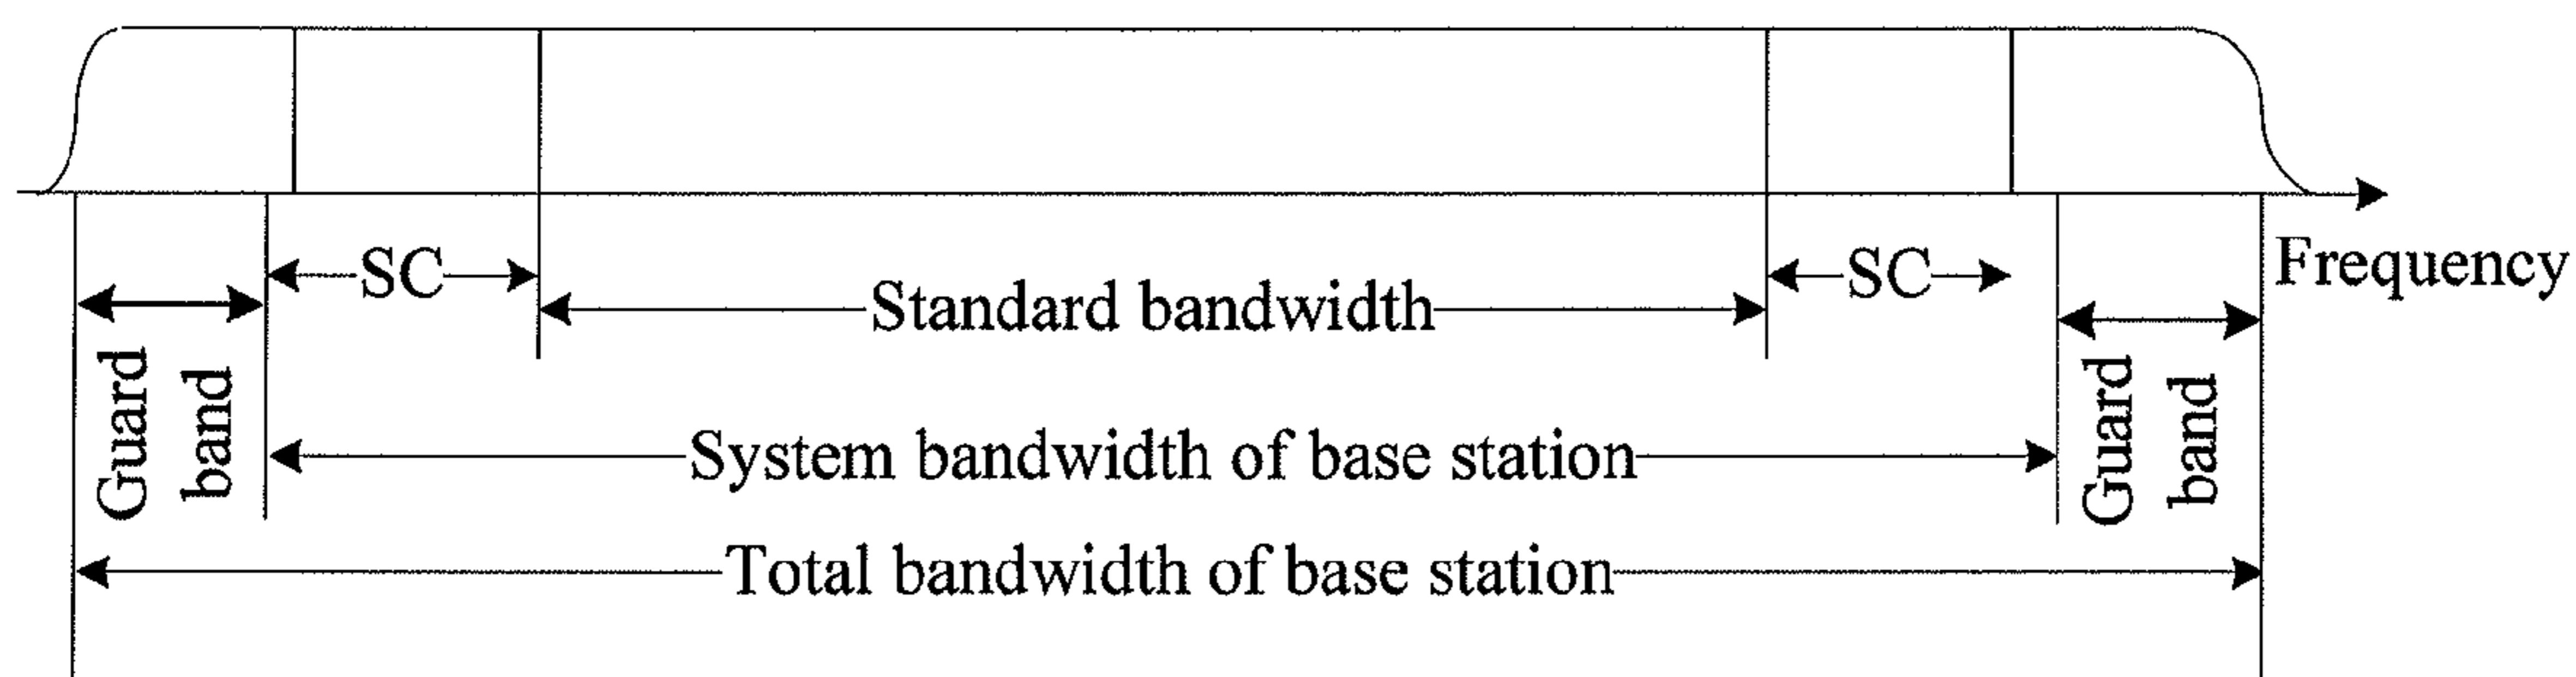 SC
SC
Frequency
Standard bandwidth
Guard
band
Guard
band
System bandwidth of base station
Total bandwidth of base station